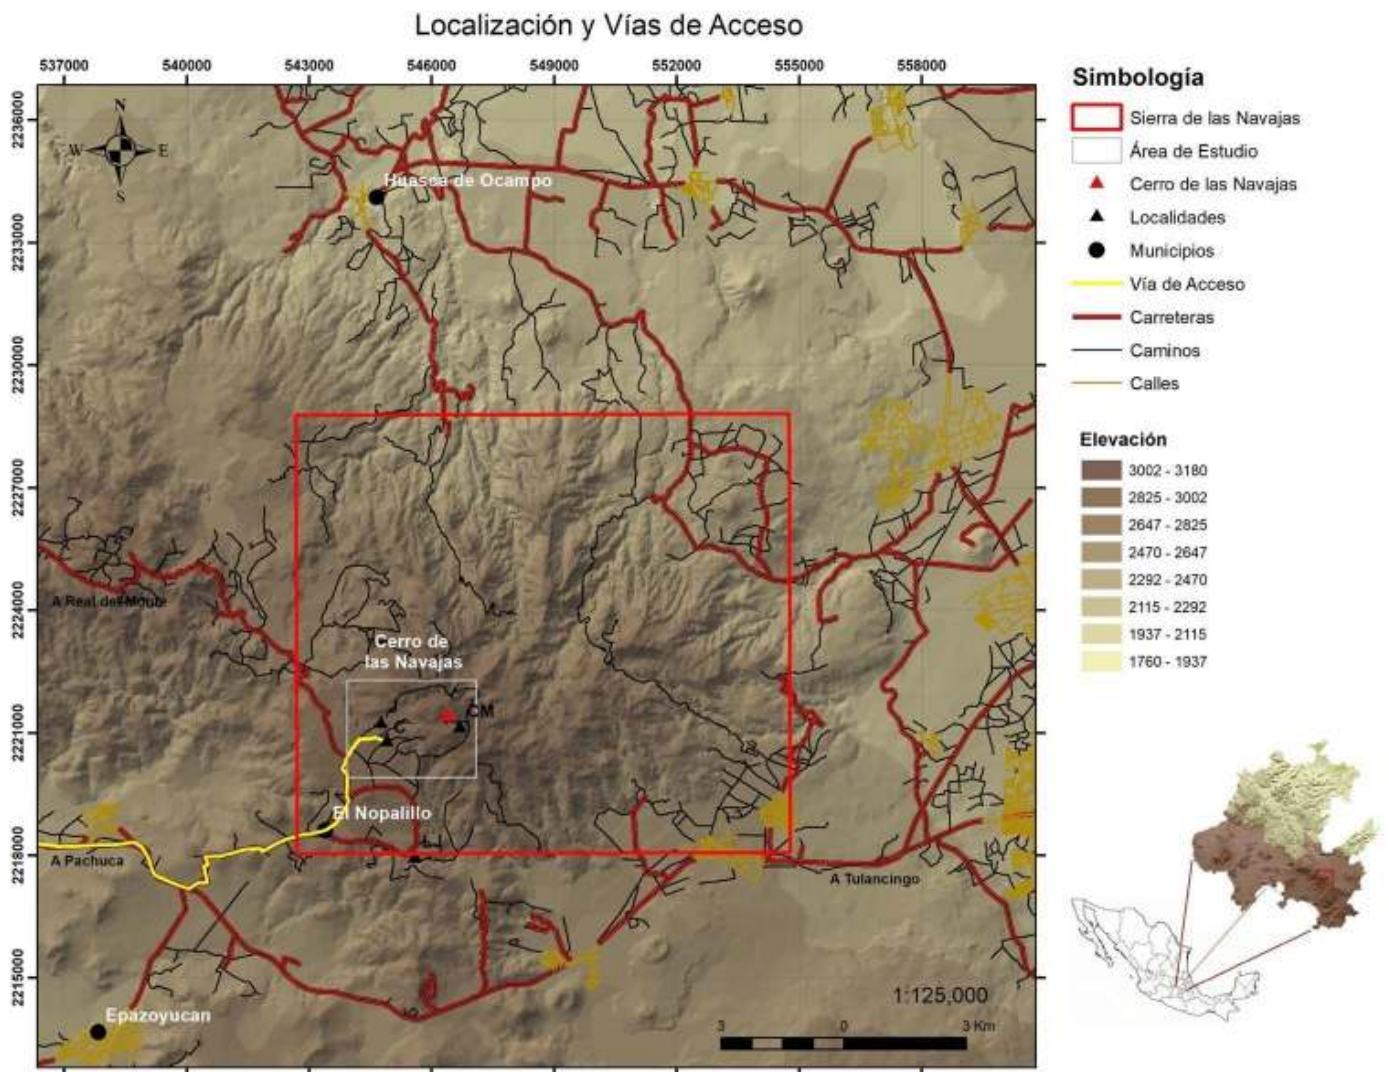 Localización y Vías de Acceso
537000 540000 543000 546000 549000 552000 555000 558000
2236000
2233000
2230000
2227000
2224000
2221000
2218000
2215000
N
W E
S
Huasca de Ocampo
A Real del Monte
Cerro de
las Navajas
CM
El Nopalillo
A Pachuca
A Tulancingo
Epazoyucan
1:125,000
3 0 3 Km
Simbología
Sierra de las Navajas
Área de Estudio
Cerro de las Navajas
Localidades
Municipios
Vía de Acceso
Carreteras
Caminos
Calles
Elevación
3002 - 3180
2825 - 3002
2647 - 2825
2470 - 2647
2292 - 2470
2115 - 2292
1937 - 2115
1760 - 1937